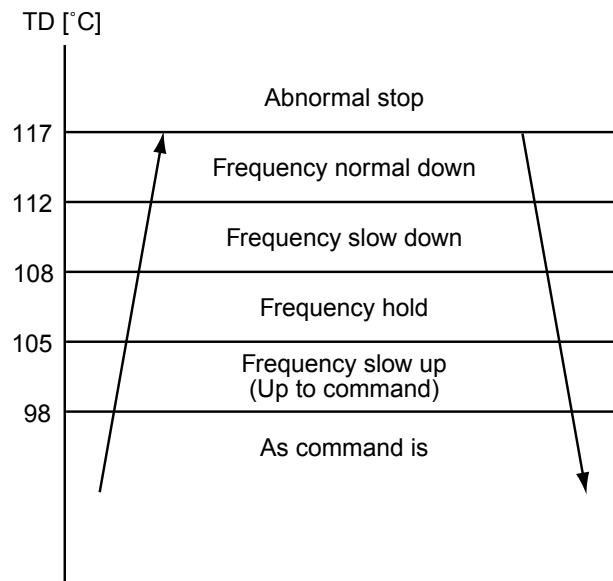 TD [˚C]
Abnormal stop
117
Frequency normal down
112
Frequency slow down
108
Frequency hold
105
Frequency slow up
(Up to command)
98
As command is